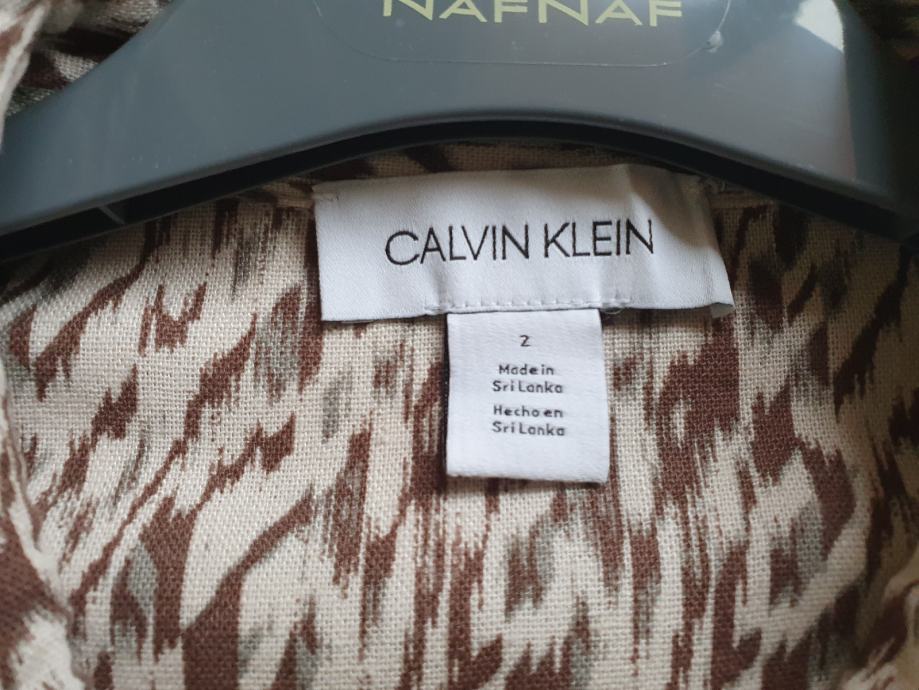 NAFNAF
CALVIN KLEIN
2
Made in
Sri Lanka
Hecho en
Sri Lanka